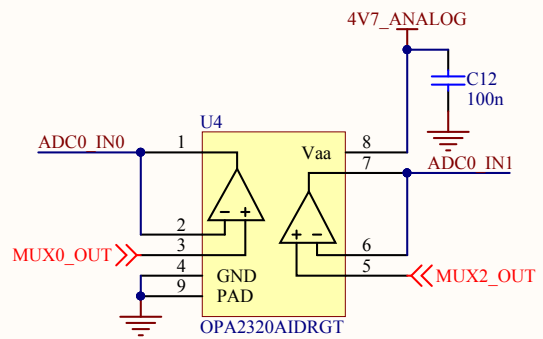 4V7_ANALOG
C12
100n
U4
ADC0_IN0
1
Vaa
8
7
ADC0_IN1
2
− +
+ −
6
MUX0_OUT
3
5
MUX2_OUT
4
GND
9
PAD
OPA2320AIDRGT